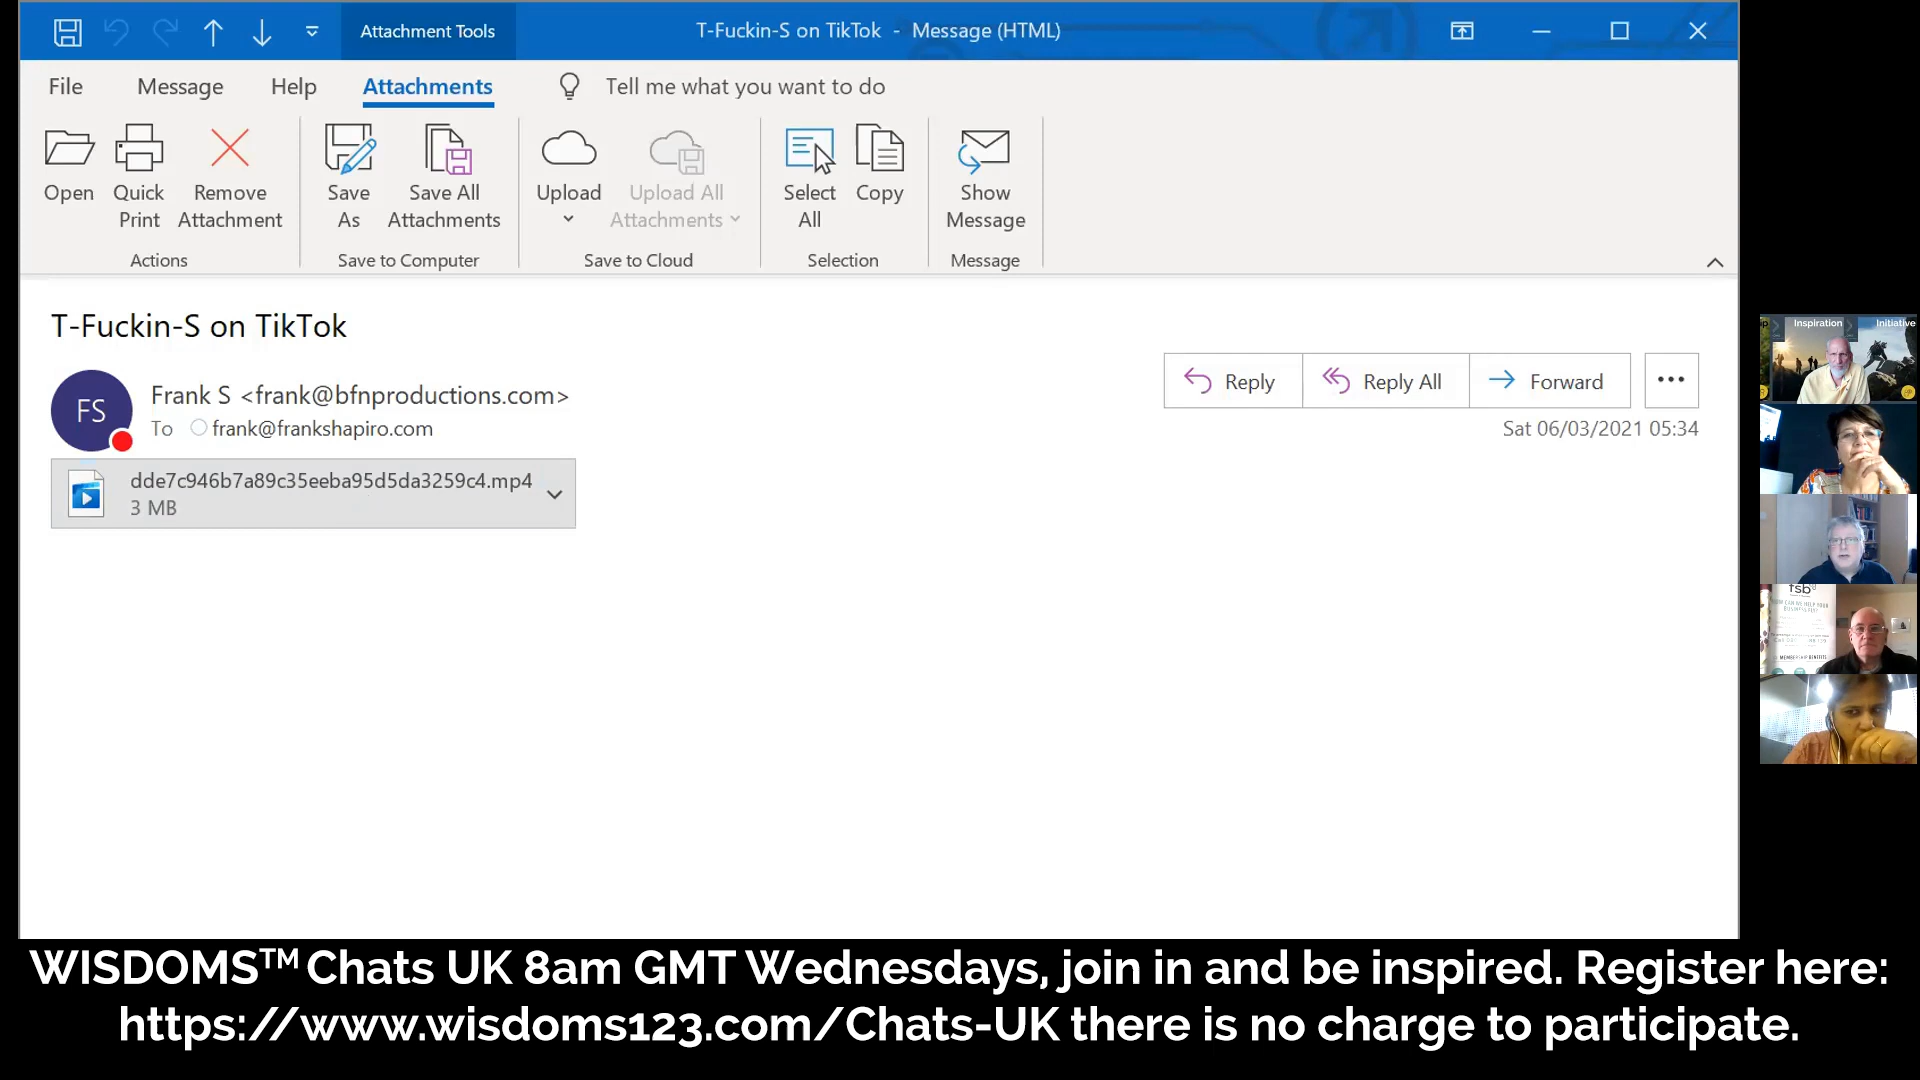 Attachment Tools
T-Fuckin-S on TikTok - Message (HTML)
File Message Help Attachments Tell me what you want to do
Open
Quick Print
Remove Attachment
Save As
Save All Attachments
Upload
Upload All Attachments
Select All
Copy
Show Message
Actions Save to Computer Save to Cloud Selection Message
T-Fuckin-S on TikTok
FS
Frank S <frank@bfnproductions.com>
To frank@frankshapiro.com
Reply Reply All Forward
Sat 06/03/2021 05:34
dde7c946b7a89c35eeba95d5da3259c4.mp4
3 MB
Inspiration Initiative
fsb
MEMBERSHIP BENEFITS
WISDOMS™ Chats UK 8am GMT Wednesdays, join in and be inspired. Register here:
https://www.wisdoms123.com/Chats-UK there is no charge to participate.